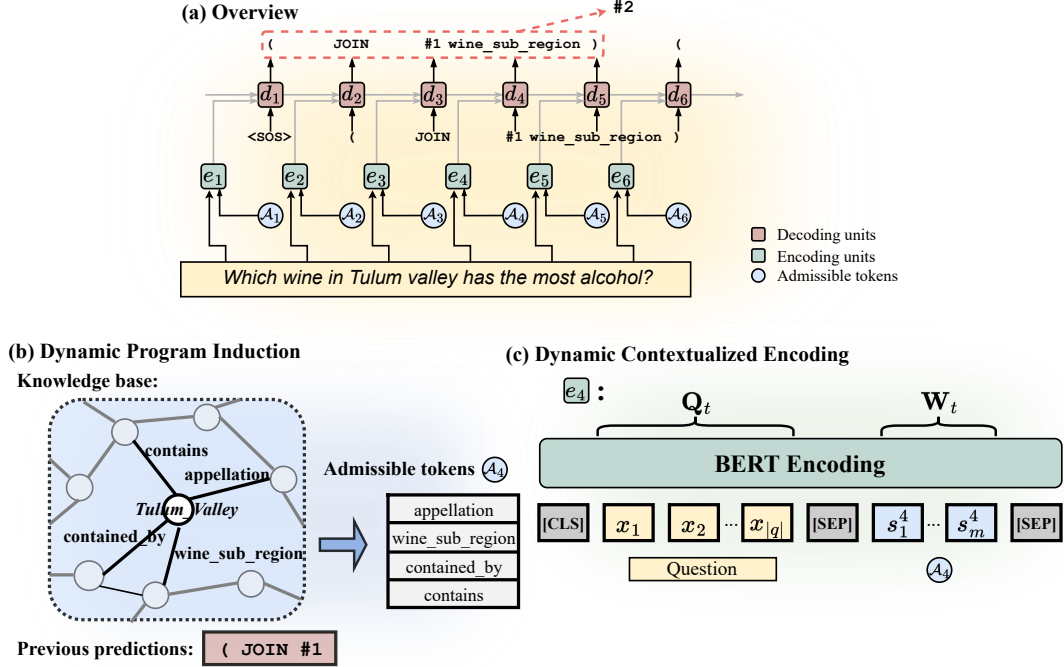 (a) Overview
#2
( JOIN #1 wine_sub_region ) (
d1 d2 d3 d4 d5 d6
<SOS> ( JOIN #1 wine_sub_region )
e1 e2 e3 e4 e5 e6
A1 A2 A3 A4 A5 A6
Which wine in Tulum valley has the most alcohol?
Decoding units
Encoding units
Admissible tokens
(b) Dynamic Program Induction
Knowledge base:
contains
appellation
Tulum_Valley
contained_by
wine_sub_region
Admissible tokens A4
appellation
wine_sub_region
contained_by
contains
Previous predictions: ( JOIN #1
(c) Dynamic Contextualized Encoding
e4 :
Qt Wt
BERT Encoding
[CLS] x1 x2 ... x|q| [SEP] s_1^4 ... s_m^4 [SEP]
Question A4